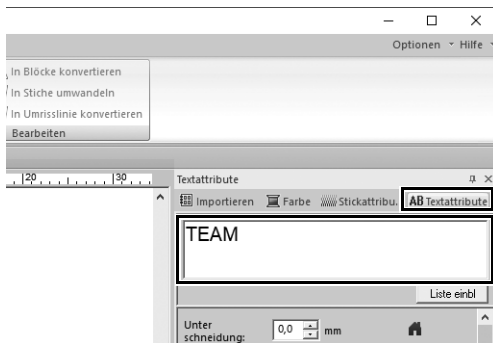 Optionen Hilfe
In Blöcke konvertieren
In Stiche umwandeln
In Umrisslinie konvertieren
Bearbeiten
20 30
Textattribute
Importieren Farbe Stickattribu. AB Textattribute
TEAM
Liste einbl
Unter
schneidung: 0,0 mm